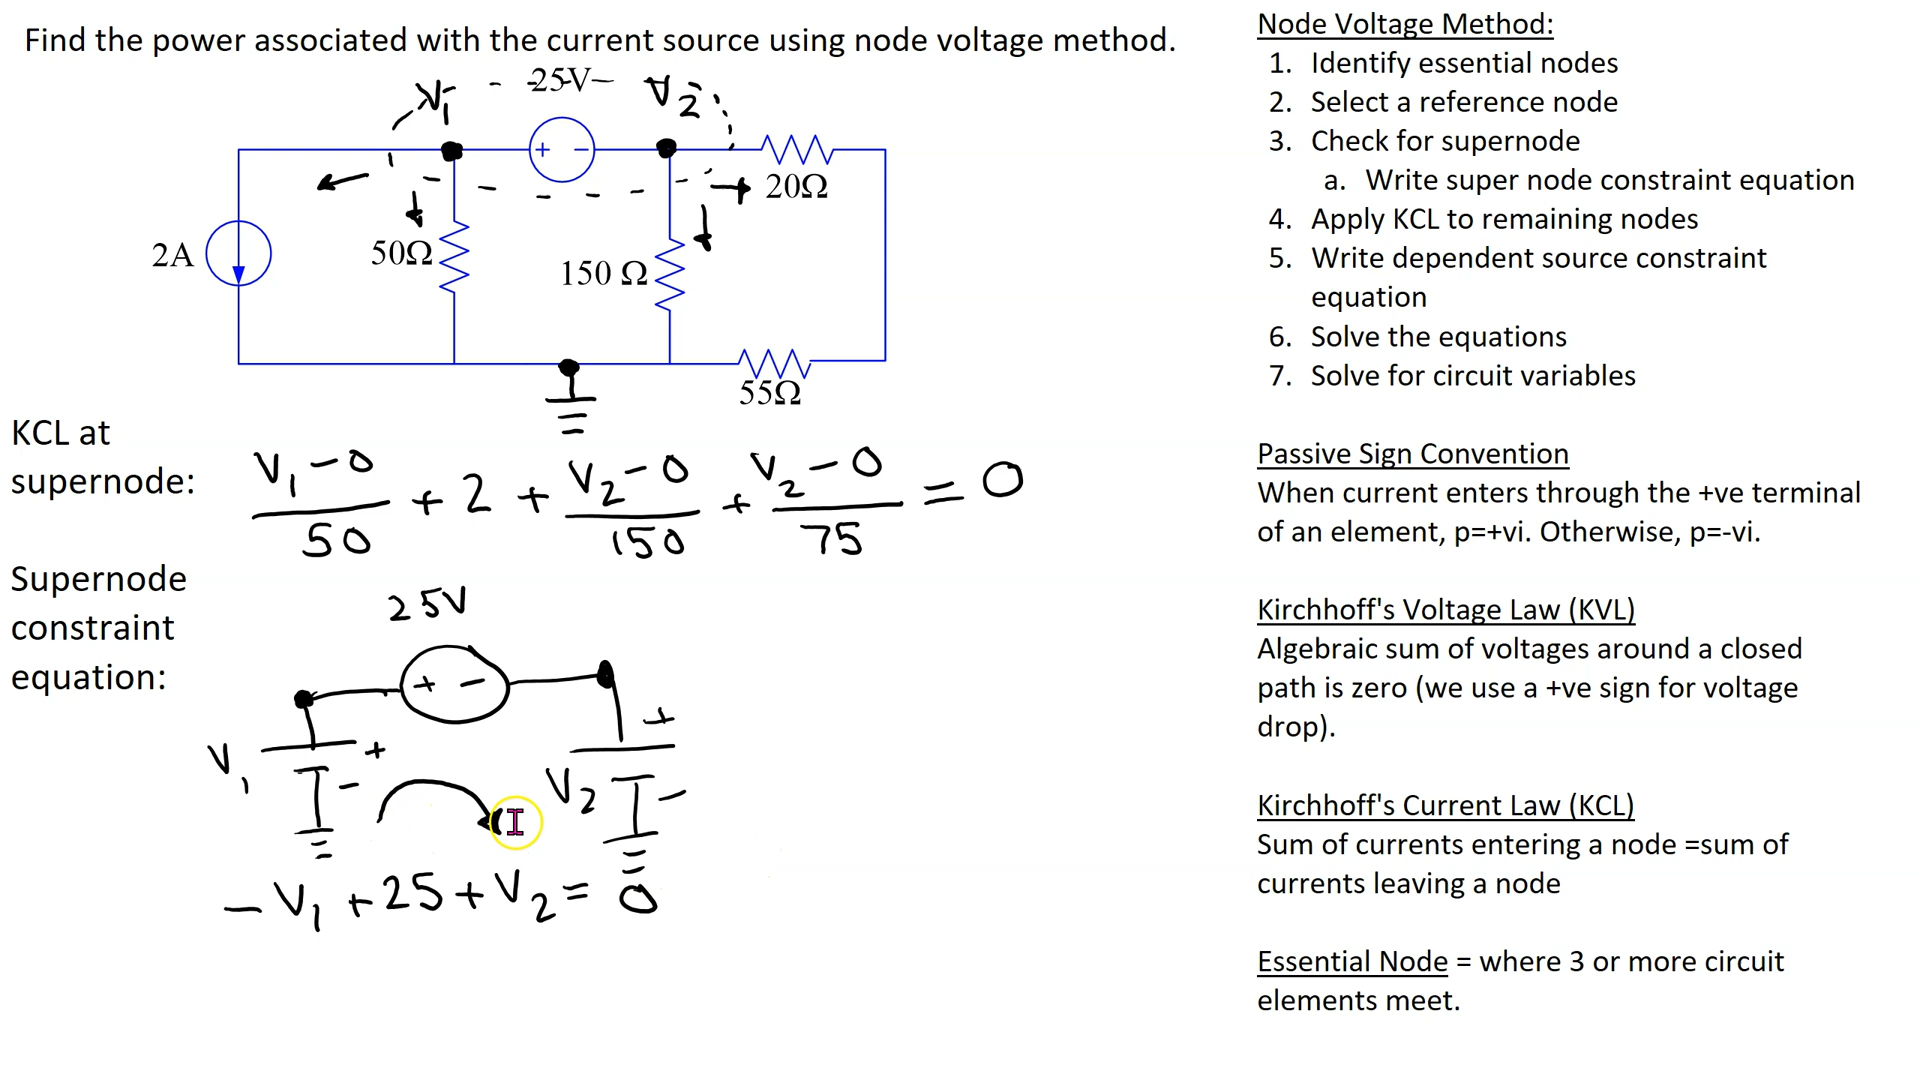 Find the power associated with the current source using node voltage method.
V1 - 25V - V2
+ -
20Ω
2A
50Ω
150 Ω
55Ω
KCL at
supernode:
V1-0/50 + 2 + V2-0/150 + V2-0/75 = 0
Supernode
constraint
equation:
25V
+ -
V1 + -
V2 + -
-V1 + 25 + V2 = 0
Node Voltage Method:
1. Identify essential nodes
2. Select a reference node
3. Check for supernode
a. Write super node constraint equation
4. Apply KCL to remaining nodes
5. Write dependent source constraint
equation
6. Solve the equations
7. Solve for circuit variables
Passive Sign Convention
When current enters through the +ve terminal
of an element, p=+vi. Otherwise, p=-vi.
Kirchhoff's Voltage Law (KVL)
Algebraic sum of voltages around a closed
path is zero (we use a +ve sign for voltage
drop).
Kirchhoff's Current Law (KCL)
Sum of currents entering a node =sum of
currents leaving a node
Essential Node = where 3 or more circuit
elements meet.